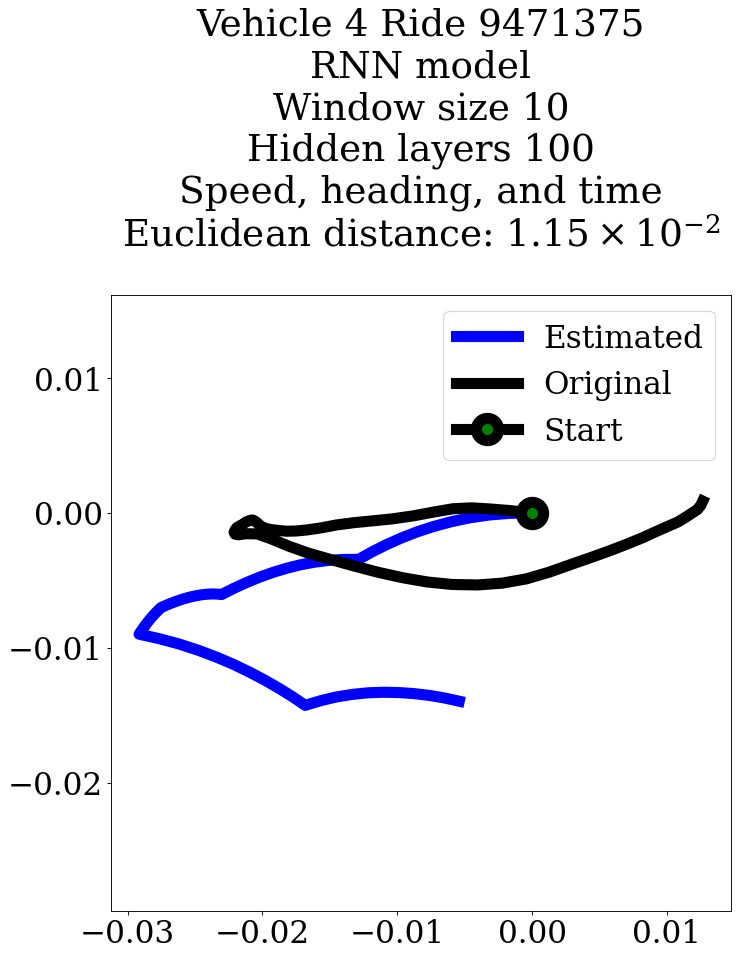 Vehicle 4 Ride 9471375
RNN model
Window size 10
Hidden layers 100
Speed, heading, and time
Euclidean distance: 1.15 × 10⁻²
Estimated
Original
Start
0.01
0.00
−0.01
−0.02
−0.03 −0.02 −0.01 0.00 0.01